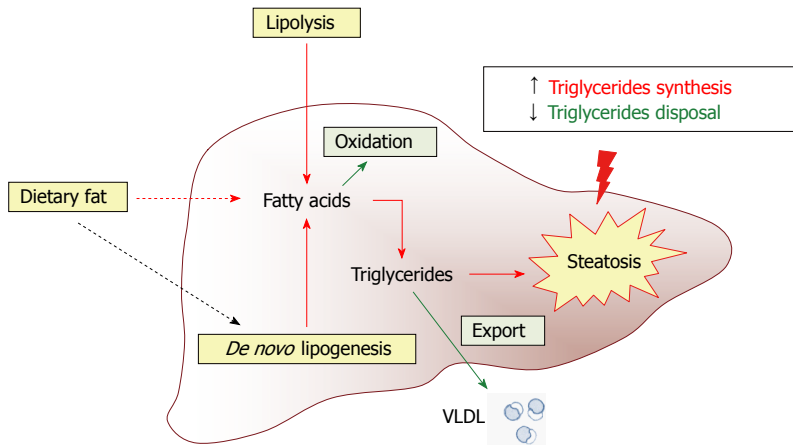 Lipolysis
↑ Triglycerides synthesis
↓ Triglycerides disposal
Oxidation
Dietary fat
Fatty acids
Triglycerides
Steatosis
Export
De novo lipogenesis
VLDL